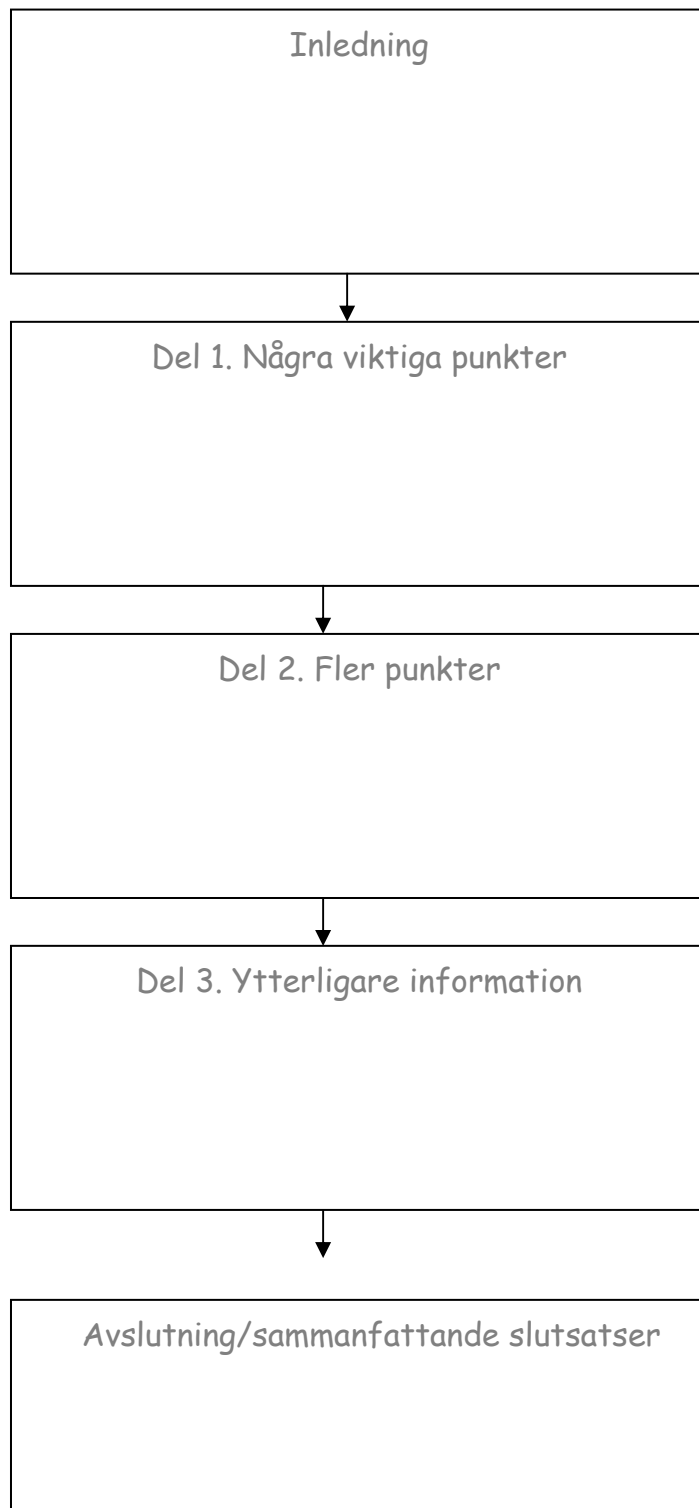 Inledning
Del 1. Några viktiga punkter
Del 2. Fler punkter
Del 3. Ytterligare information
Avslutning/sammanfattande slutsatser